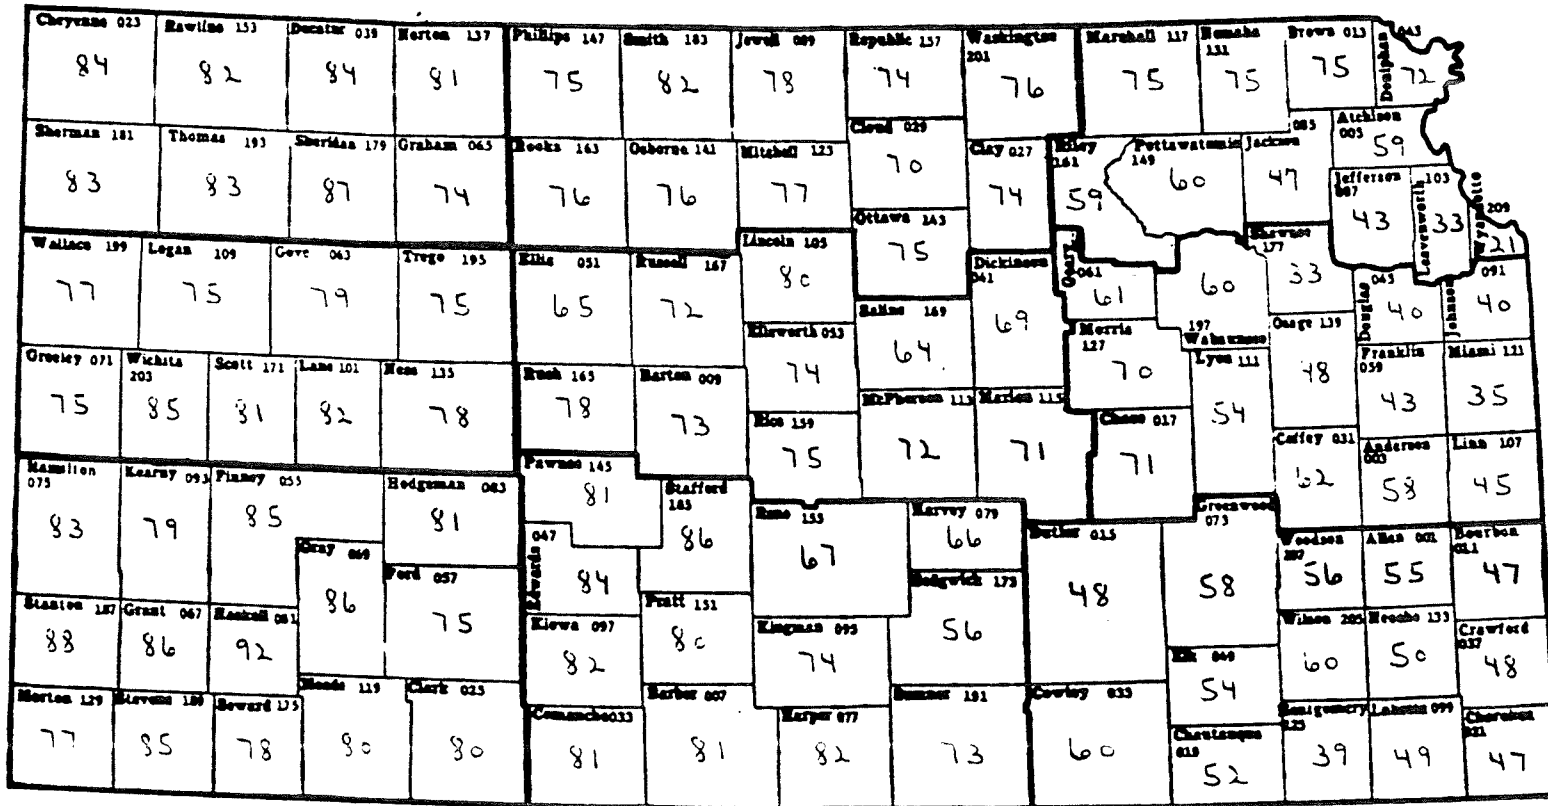 Cheyenne 023
84
Rawlins 153
82
Decatur 039
84
Norton 137
81
Phillips 147
75
Smith 183
82
Jewell 089
78
Republic 157
74
Washington
201
76
Marshall 117
75
Nemaha
131
75
Brown 013
75
Doniphan 043
72
Sherman 181
83
Thomas 193
83
Sheridan 179
87
Graham 065
74
Rooks 163
76
Osborne 141
76
Mitchell 123
77
Cloud 029
70
Clay 027
74
Riley
161
59
Pottawatomie
149
60
Jackson
085
47
Atchison
005
59
Jefferson
087
43
Leavenworth 103
33
Wyandotte 209
21
Wallace 199
77
Logan 109
75
Gove 063
79
Trego 195
75
Ellis 051
65
Russell 167
72
Lincoln 105
80
Ottawa 143
75
Dickinson
041
69
Geary 061
61
60
197
Wabaunsee
Shawnee
177
33
Douglas 045
40
Johnson 091
40
Greeley 071
75
Wichita
203
85
Scott 171
81
Lane 101
82
Ness 135
78
Rush 165
78
Barton 009
73
Ellsworth 053
74
Saline 169
64
Morris
127
70
Lyon 111
54
Osage 139
48
Franklin
059
43
Miami 121
35
Rice 159
75
McPherson 113
72
Marion 115
71
Chase 017
71
Coffey 031
62
Anderson
003
58
Linn 107
45
Hamilton
075
83
Kearny 093
79
Finney 055
85
Hodgeman 083
81
Pawnee 145
81
Stafford
185
86
Reno 155
67
Harvey 079
66
Butler 015
48
Greenwood
073
58
Woodson
207
56
Allen 001
55
Bourbon
011
47
Gray 069
86
Ford 057
75
Edwards 047
84
Sedgwick 173
56
Stanton 187
88
Grant 067
86
Haskell 081
92
Kiowa 097
82
Pratt 151
80
Kingman 095
74
Elk 049
54
Wilson 205
60
Neosho 133
50
Crawford
037
48
Morton 129
77
Stevens 189
85
Seward 175
78
Meade 119
80
Clark 025
80
Comanche 033
81
Barber 007
81
Harper 077
82
Sumner 191
73
Cowley 035
60
Chautauqua
019
52
Montgomery
125
39
Labette 099
49
Cherokee
021
47